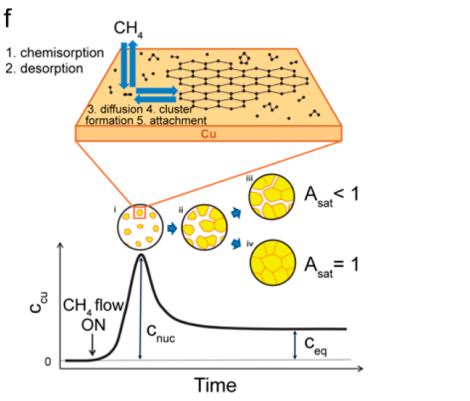 f
CH4
1. chemisorption
2. desorption
3. diffusion 4. cluster
formation 5. attachment
Cu
i
ii
iii
iv
Asat < 1
Asat = 1
cCu
CH4 flow
ON
cnuc
ceq
0
Time